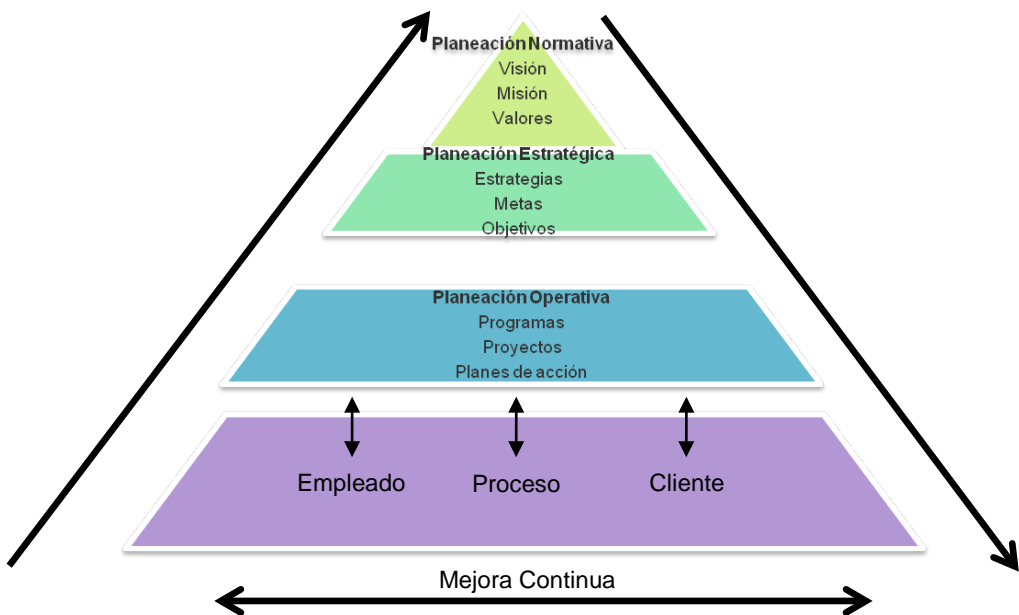 Planeación Normativa
Visión
Misión
Valores
Planeación Estratégica
Estrategias
Metas
Objetivos
Planeación Operativa
Programas
Proyectos
Planes de acción
Empleado Proceso Cliente
Mejora Continua